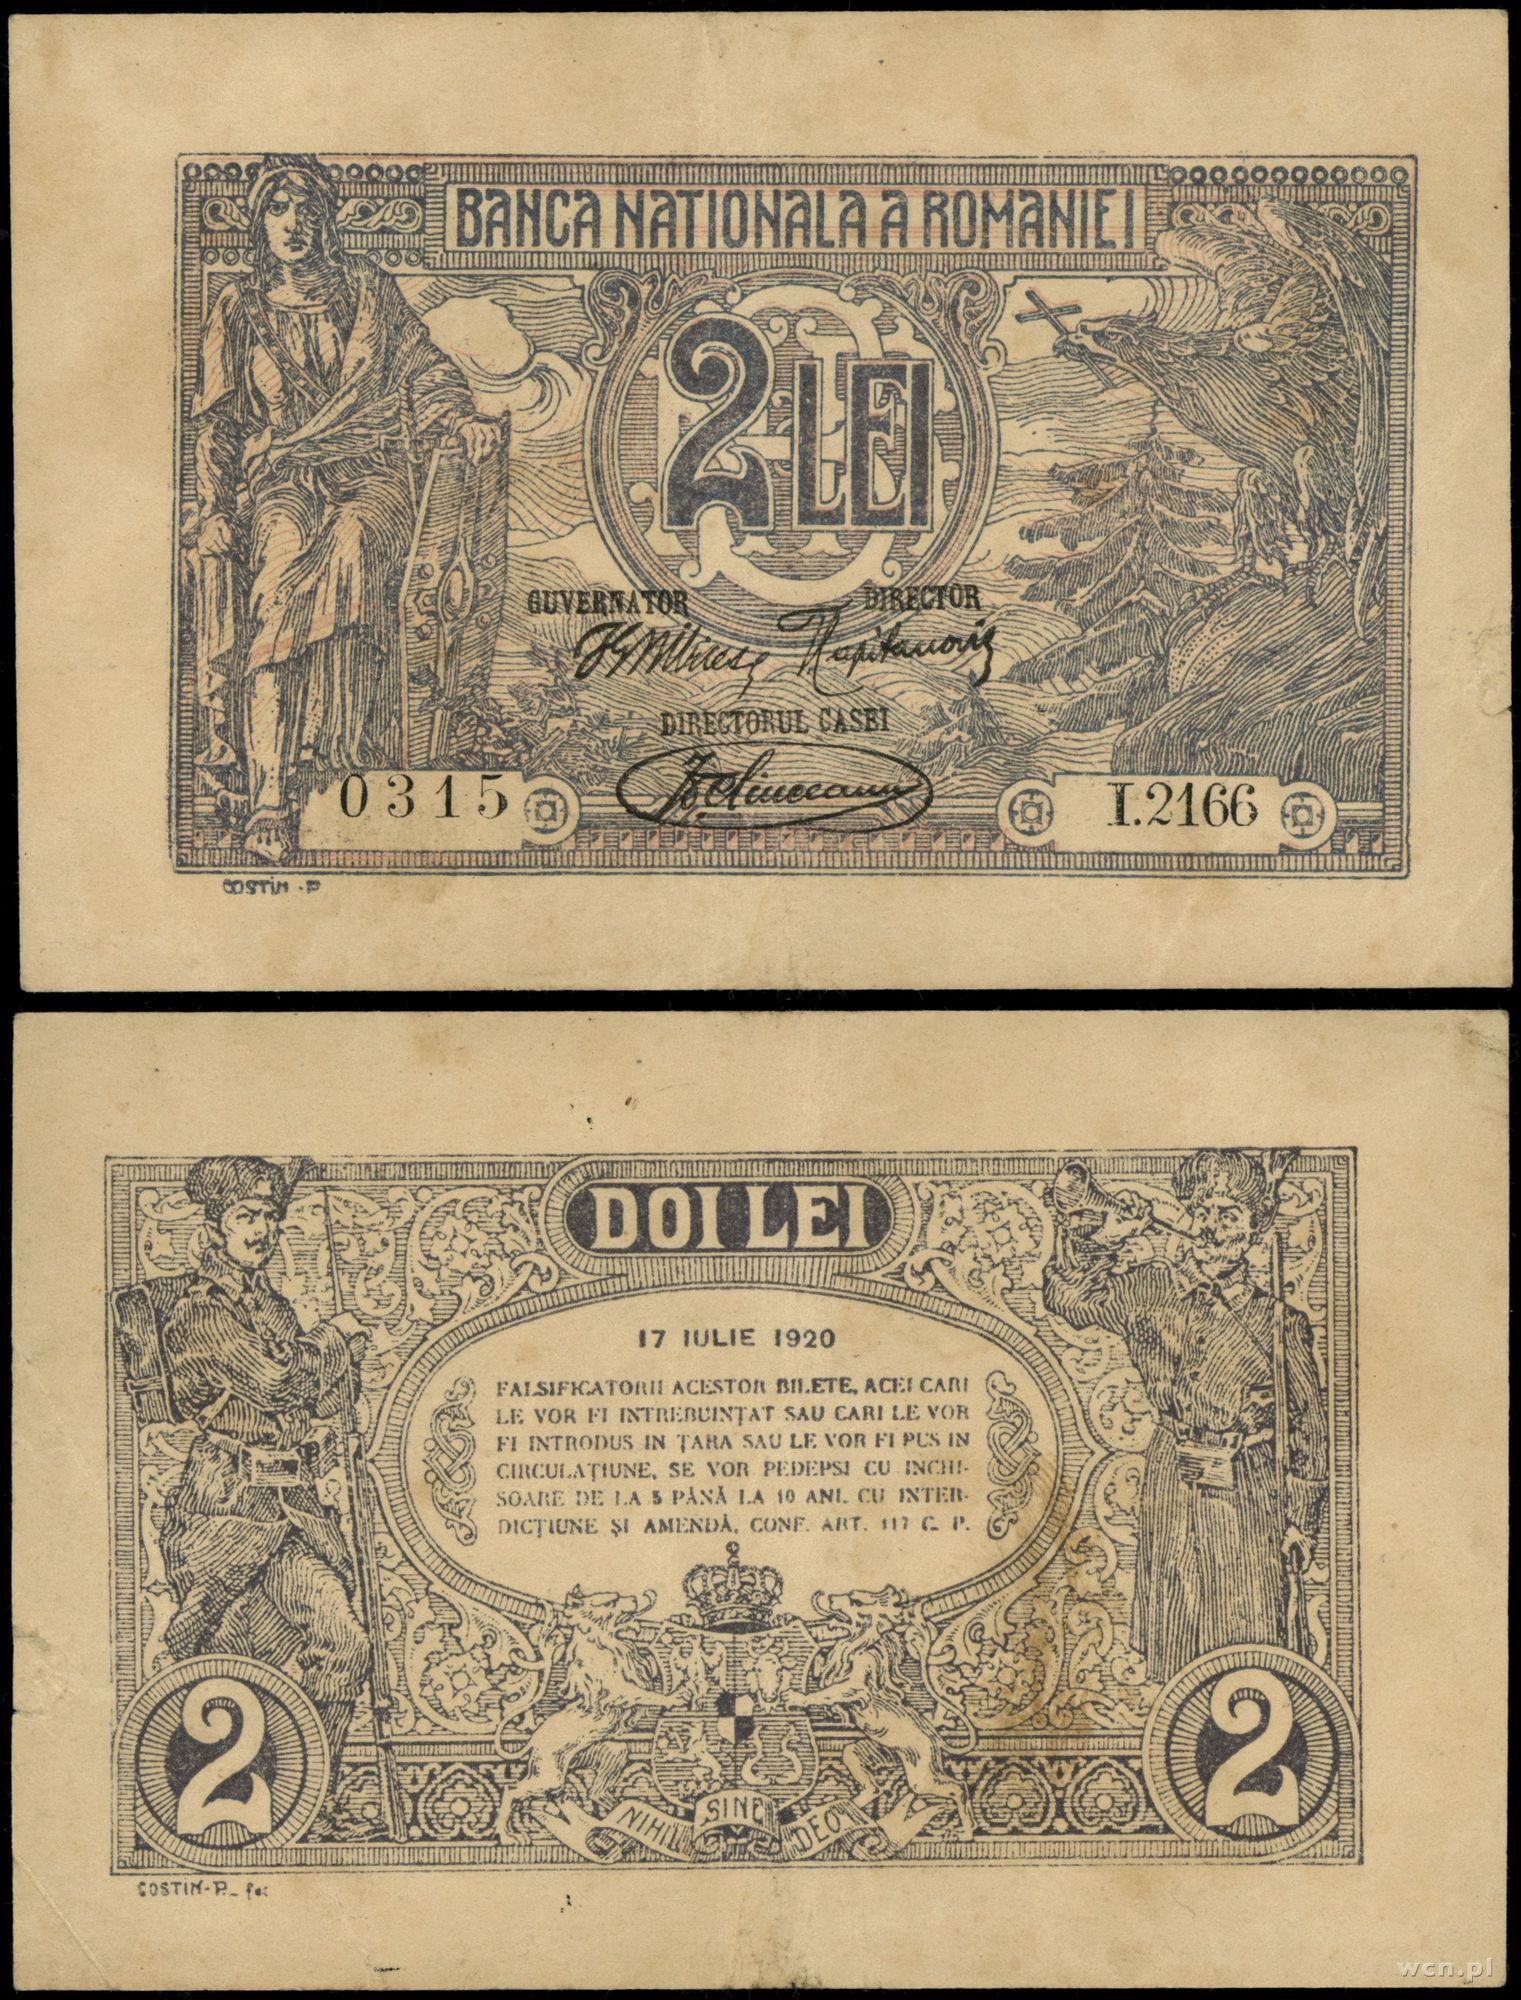 BANCA NATIONALA A ROMANIEI
2 LEI
GUVERNATOR DIRECTOR
DIRECTORUL CASEI
0315 I.2166
COSTIN - P
DOI LEI
17 IULIE 1920
FALSIFICATORII ACESTOR BILETE, ACEI CARI
LE VOR FI INTREBUINȚAT SAU CARI LE VOR
FI INTRODUS IN ȚARA SAU LE VOR FI PUS IN
CIRCULAȚIUNE, SE VOR PEDEPSI CU INCHI-
SOARE DE LA 5 PÂNĂ LA 10 ANI, CU INTER-
DICȚIUNE ȘI AMENDĂ, CONF. ART. 117 C. P.
2 2
NIHIL SINE DEO
COSTIN-P.
wcn.pl